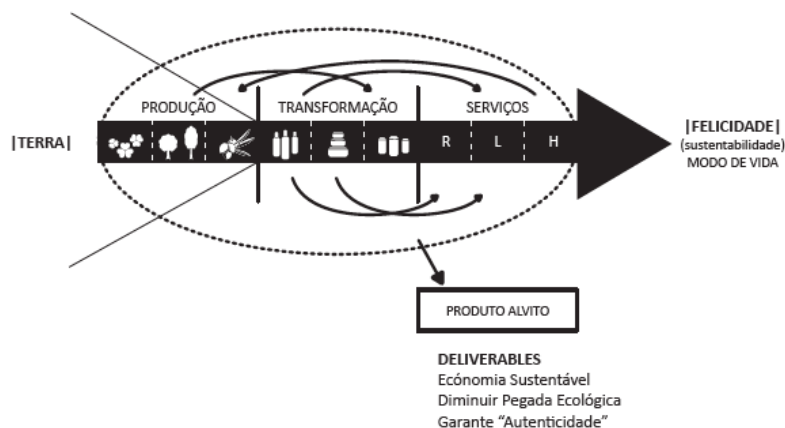 PRODUÇÃO
TRANSFORMAÇÃO
SERVIÇOS
|TERRA|
R
L
H
|FELICIDADE|
(sustentabilidade)
MODO DE VIDA
PRODUTO ALVITO
DELIVERABLES
Ecónomia Sustentável
Diminuir Pegada Ecológica
Garante “Autenticidade”